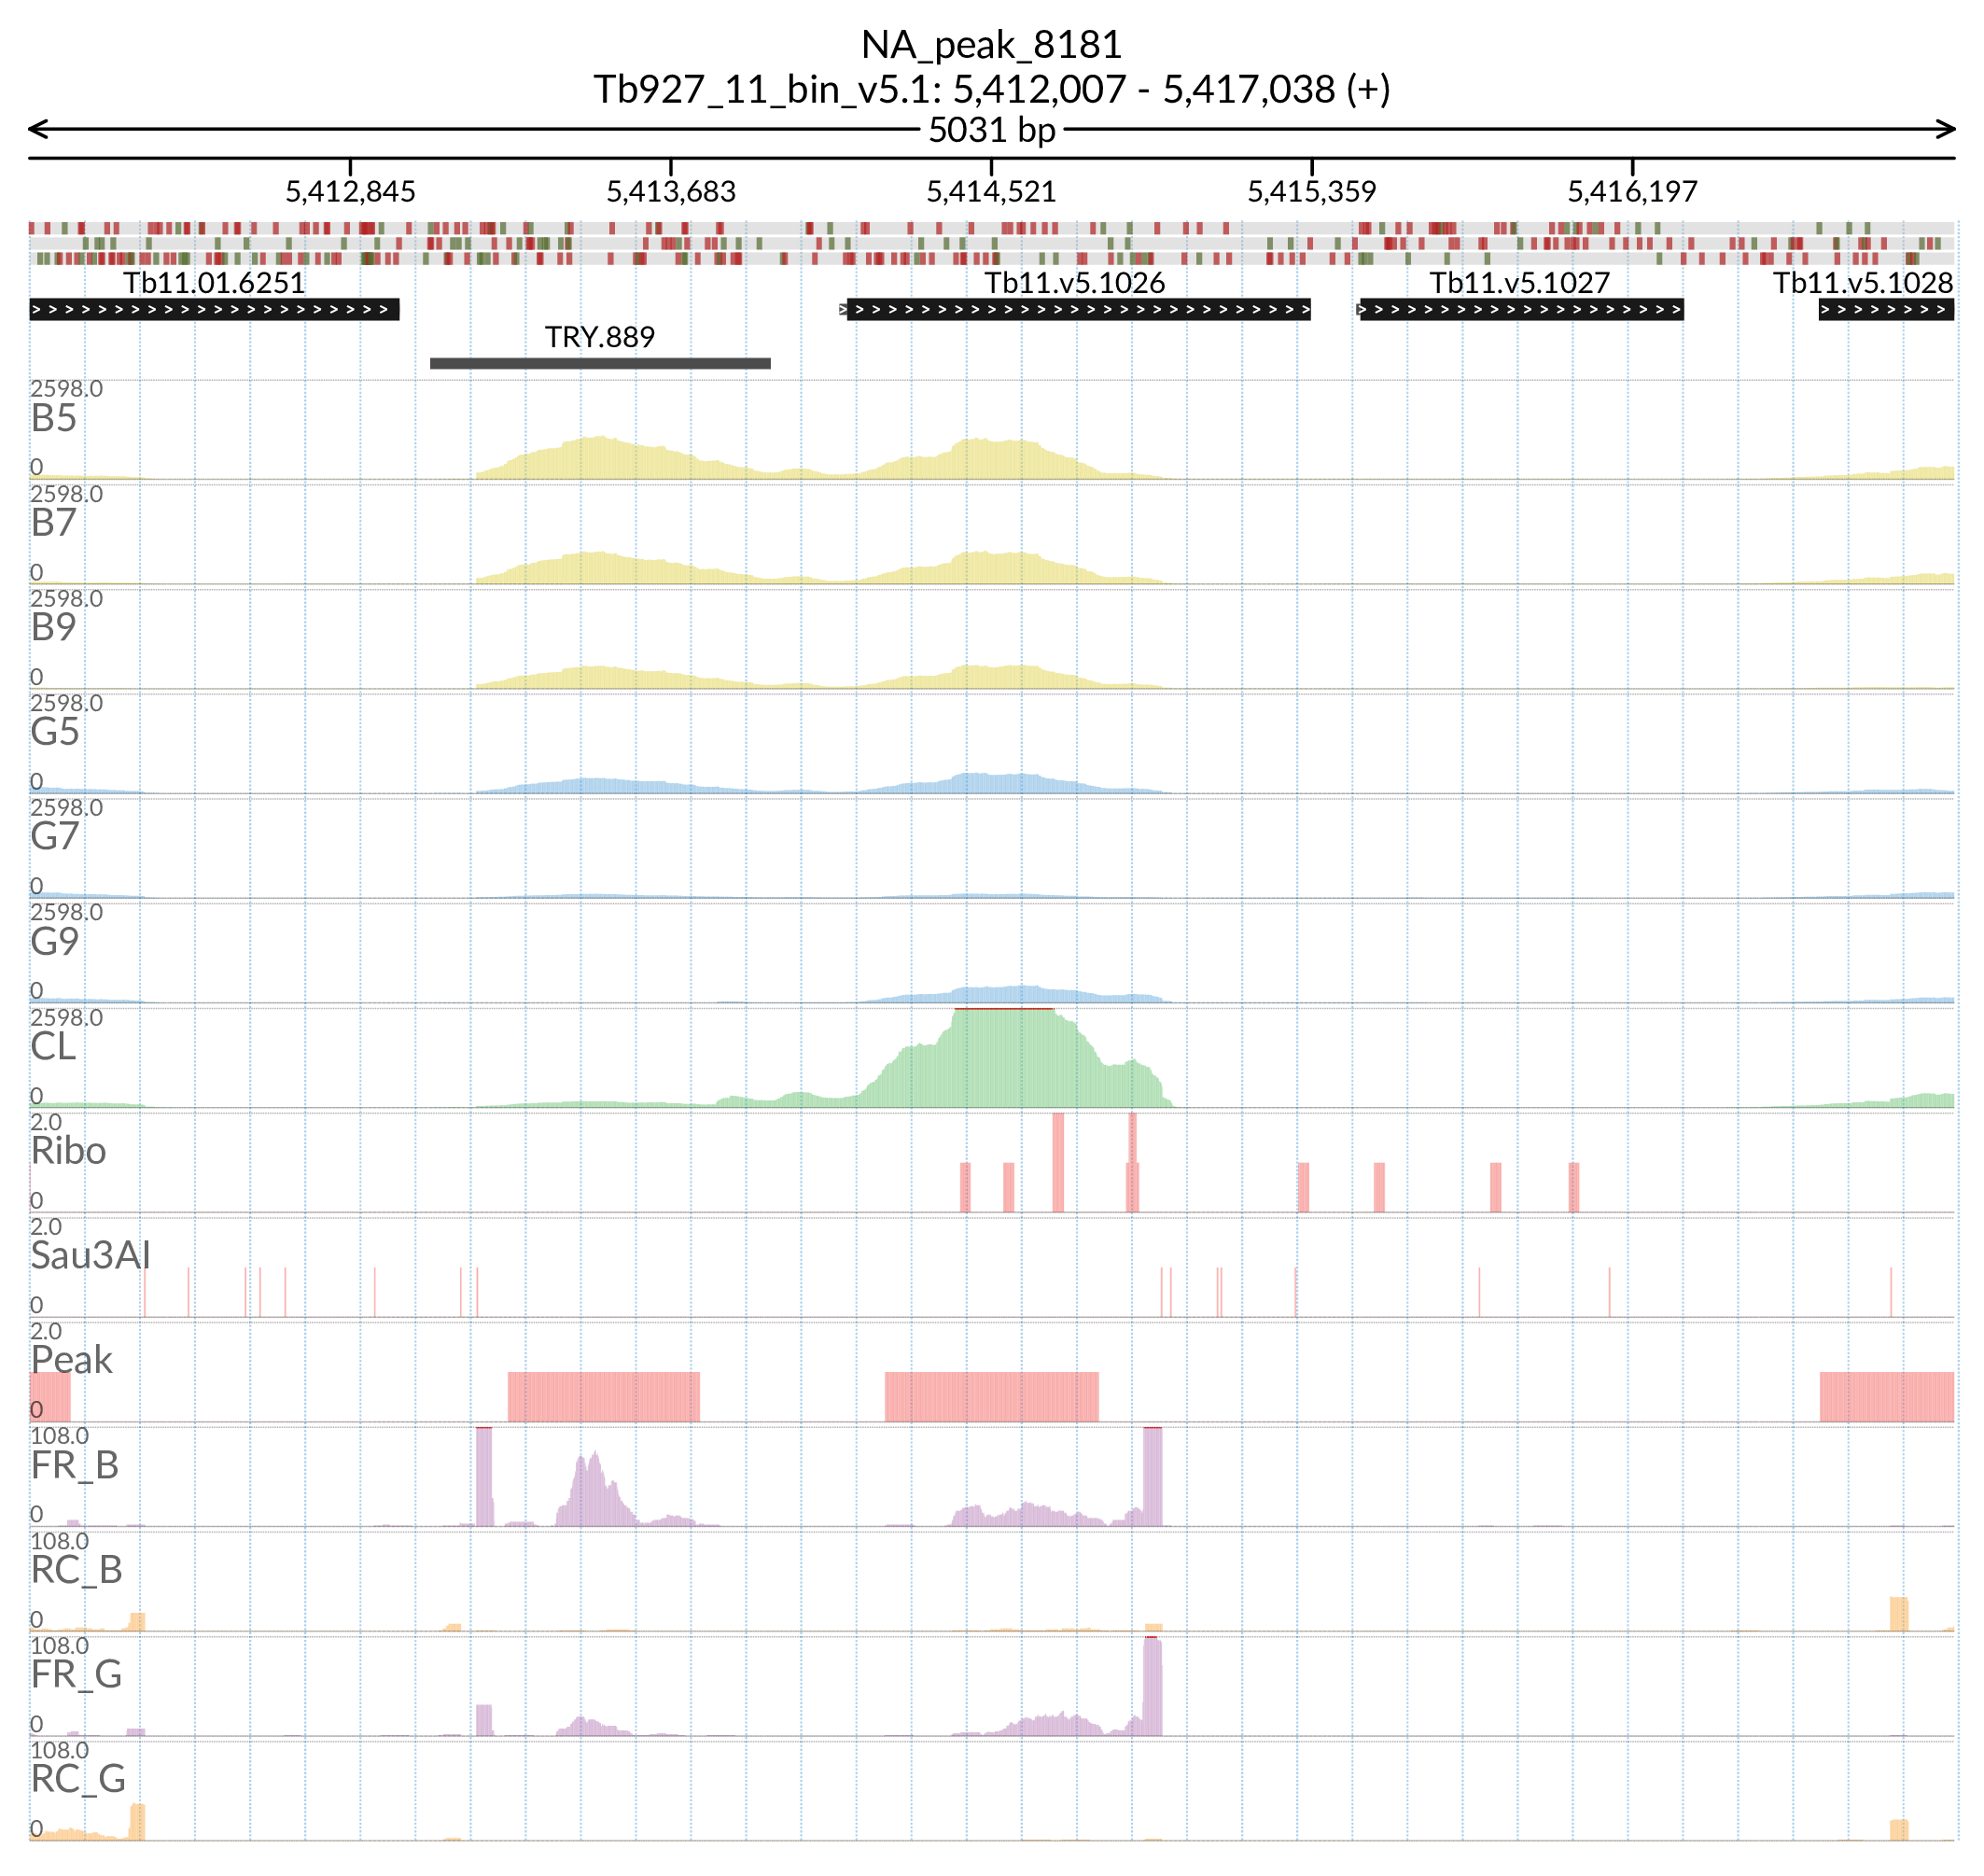 NA_peak_8181
Tb927_11_bin_v5.1: 5,412,007 - 5,417,038 (+)
5031 bp
5,412,845 5,413,683 5,414,521 5,415,359 5,416,197
Tb11.01.6251 Tb11.v5.1026 Tb11.v5.1027 Tb11.v5.1028
TRY.889
2598.0
B5
0
2598.0
B7
0
2598.0
B9
0
2598.0
G5
0
2598.0
G7
0
2598.0
G9
0
2598.0
CL
0
2.0
Ribo
0
2.0
Sau3AI
0
2.0
Peak
0
108.0
FR_B
0
108.0
RC_B
0
108.0
FR_G
0
108.0
RC_G
0